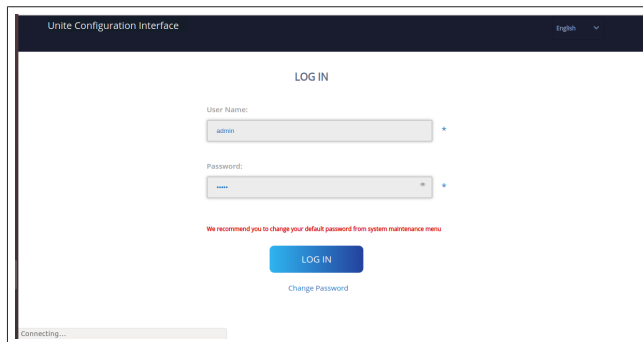 Unite Configuration Interface
English
LOG IN
User Name:
admin
*
Password:
•••••
*
We recommend you to change your default password from system maintenance menu
LOG IN
Change Password
Connecting...